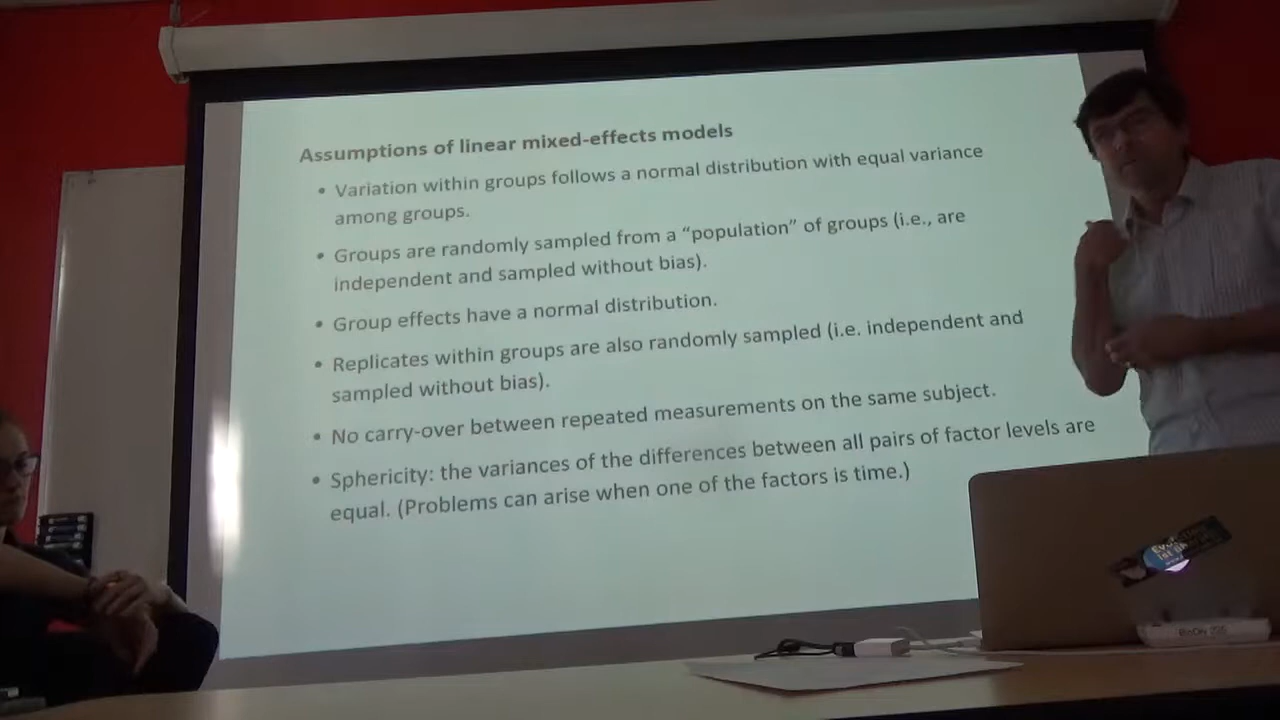 Assumptions of linear mixed-effects models
• Variation within groups follows a normal distribution with equal variance
among groups.
• Groups are randomly sampled from a “population” of groups (i.e., are
independent and sampled without bias).
• Group effects have a normal distribution.
• Replicates within groups are also randomly sampled (i.e. independent and
sampled without bias).
• No carry-over between repeated measurements on the same subject.
• Sphericity: the variances of the differences between all pairs of factor levels are
equal. (Problems can arise when one of the factors is time.)